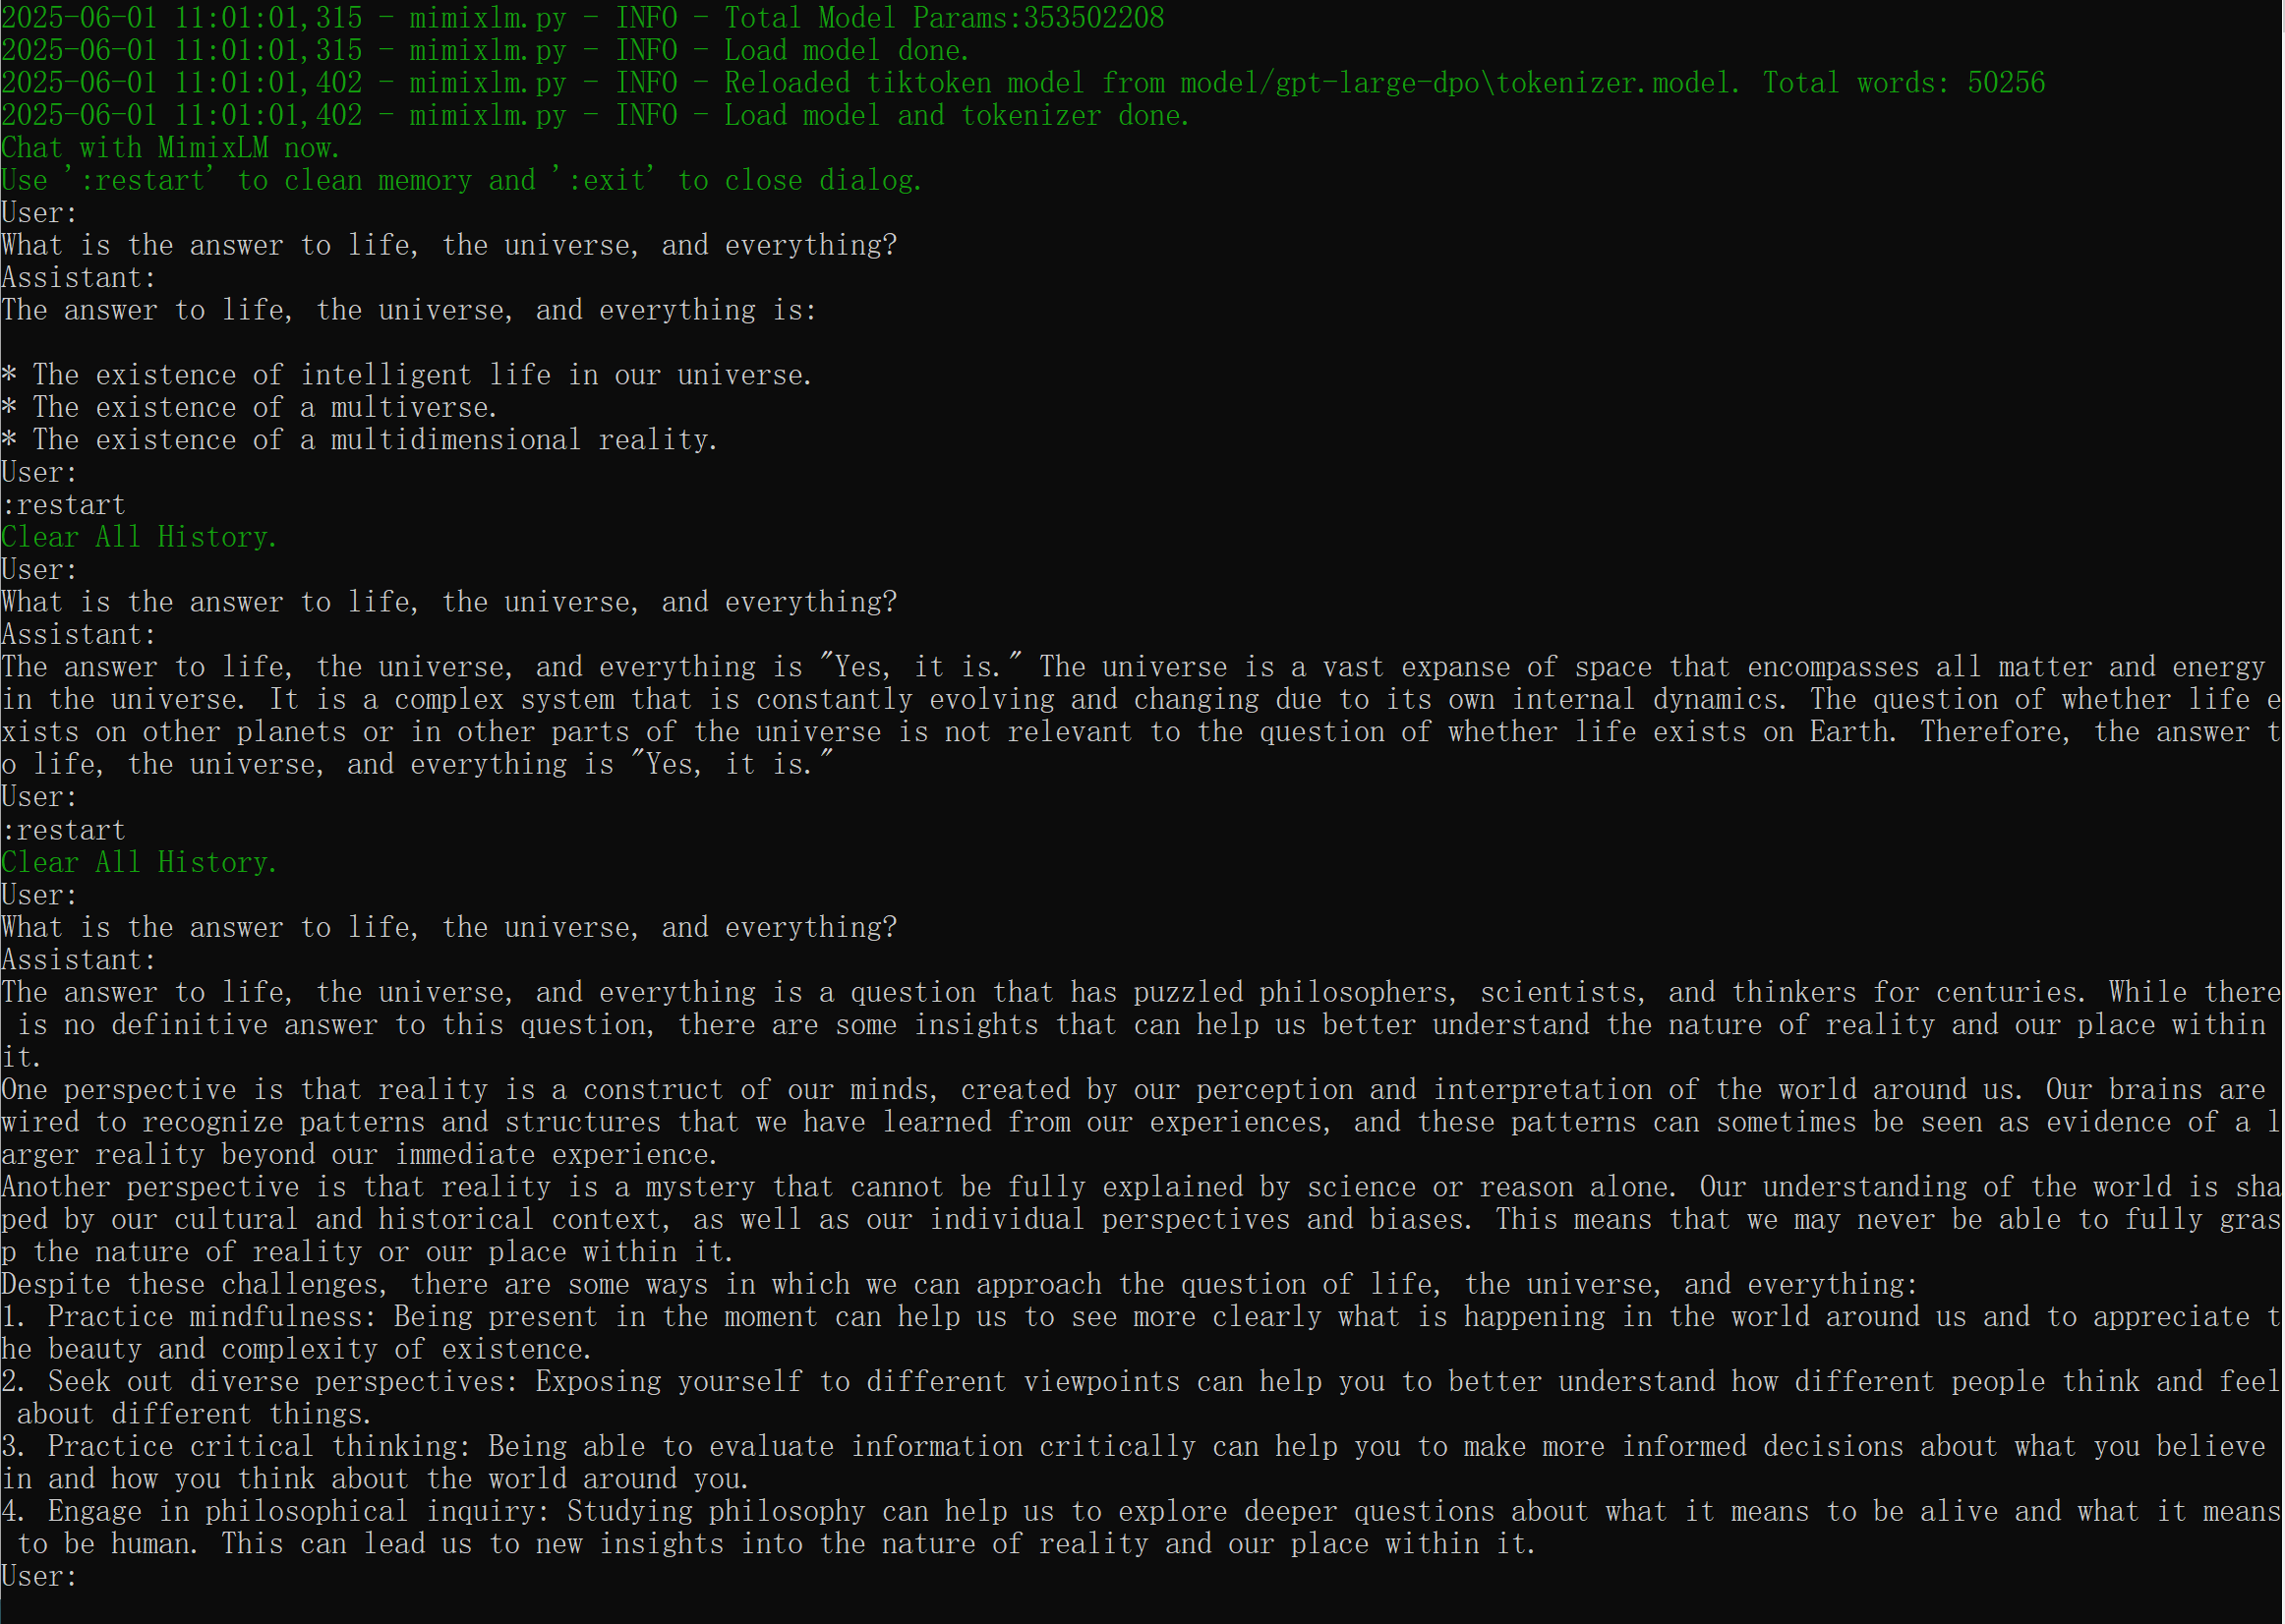 2025-06-01 11:01:01,315 - mimixlm.py - INFO - Total Model Params:353502208
2025-06-01 11:01:01,315 - mimixlm.py - INFO - Load model done.
2025-06-01 11:01:01,402 - mimixlm.py - INFO - Reloaded tiktoken model from model/gpt-large-dpo\tokenizer.model. Total words: 50256
2025-06-01 11:01:01,402 - mimixlm.py - INFO - Load model and tokenizer done.
Chat with MimixLM now.
Use ':restart' to clean memory and ':exit' to close dialog.
User:
What is the answer to life, the universe, and everything?
Assistant:
The answer to life, the universe, and everything is:

* The existence of intelligent life in our universe.
* The existence of a multiverse.
* The existence of a multidimensional reality.
User:
:restart
Clear All History.
User:
What is the answer to life, the universe, and everything?
Assistant:
The answer to life, the universe, and everything is "Yes, it is." The universe is a vast expanse of space that encompasses all matter and energy
in the universe. It is a complex system that is constantly evolving and changing due to its own internal dynamics. The question of whether life e
xists on other planets or in other parts of the universe is not relevant to the question of whether life exists on Earth. Therefore, the answer t
o life, the universe, and everything is "Yes, it is."
User:
:restart
Clear All History.
User:
What is the answer to life, the universe, and everything?
Assistant:
The answer to life, the universe, and everything is a question that has puzzled philosophers, scientists, and thinkers for centuries. While there
 is no definitive answer to this question, there are some insights that can help us better understand the nature of reality and our place within
it.
One perspective is that reality is a construct of our minds, created by our perception and interpretation of the world around us. Our brains are
wired to recognize patterns and structures that we have learned from our experiences, and these patterns can sometimes be seen as evidence of a l
arger reality beyond our immediate experience.
Another perspective is that reality is a mystery that cannot be fully explained by science or reason alone. Our understanding of the world is sha
ped by our cultural and historical context, as well as our individual perspectives and biases. This means that we may never be able to fully gras
p the nature of reality or our place within it.
Despite these challenges, there are some ways in which we can approach the question of life, the universe, and everything:
1. Practice mindfulness: Being present in the moment can help us to see more clearly what is happening in the world around us and to appreciate t
he beauty and complexity of existence.
2. Seek out diverse perspectives: Exposing yourself to different viewpoints can help you to better understand how different people think and feel
 about different things.
3. Practice critical thinking: Being able to evaluate information critically can help you to make more informed decisions about what you believe
in and how you think about the world around you.
4. Engage in philosophical inquiry: Studying philosophy can help us to explore deeper questions about what it means to be alive and what it means
 to be human. This can lead us to new insights into the nature of reality and our place within it.
User: